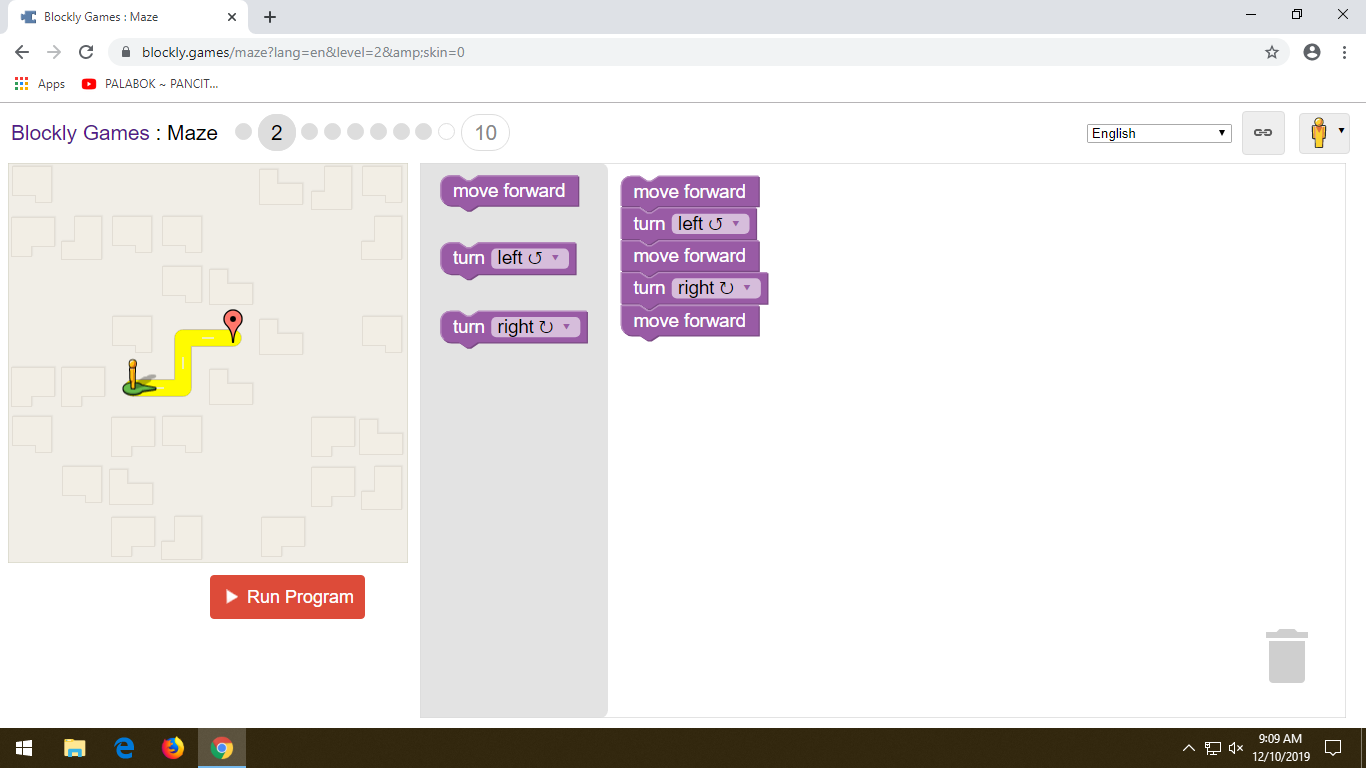 Blockly Games : Maze
blockly.games/maze?lang=en&level=2&amp;skin=0
Apps
PALABOK ~ PANCIT...
Blockly Games : Maze
2
10
English
move forward
turn left
turn right
move forward
turn left
move forward
turn right
move forward
Run Program
9:09 AM
12/10/2019